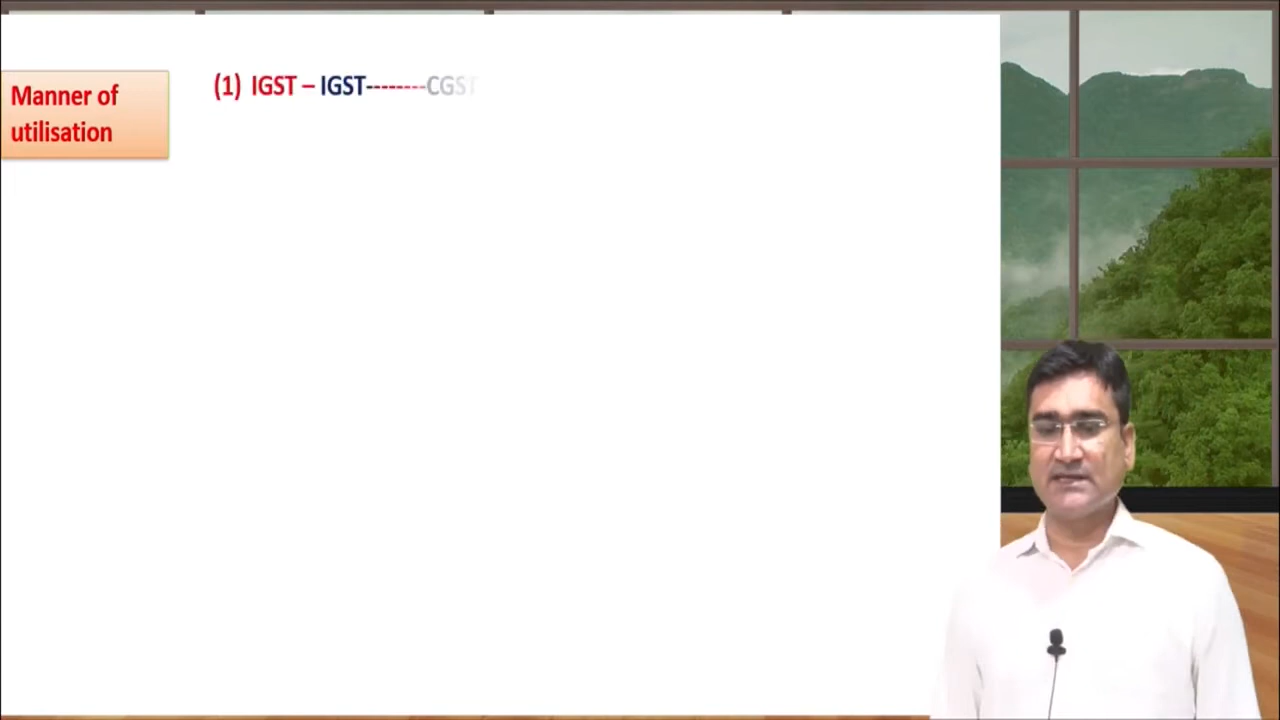 Manner of
utilisation
(1) IGST – IGST--------CGST